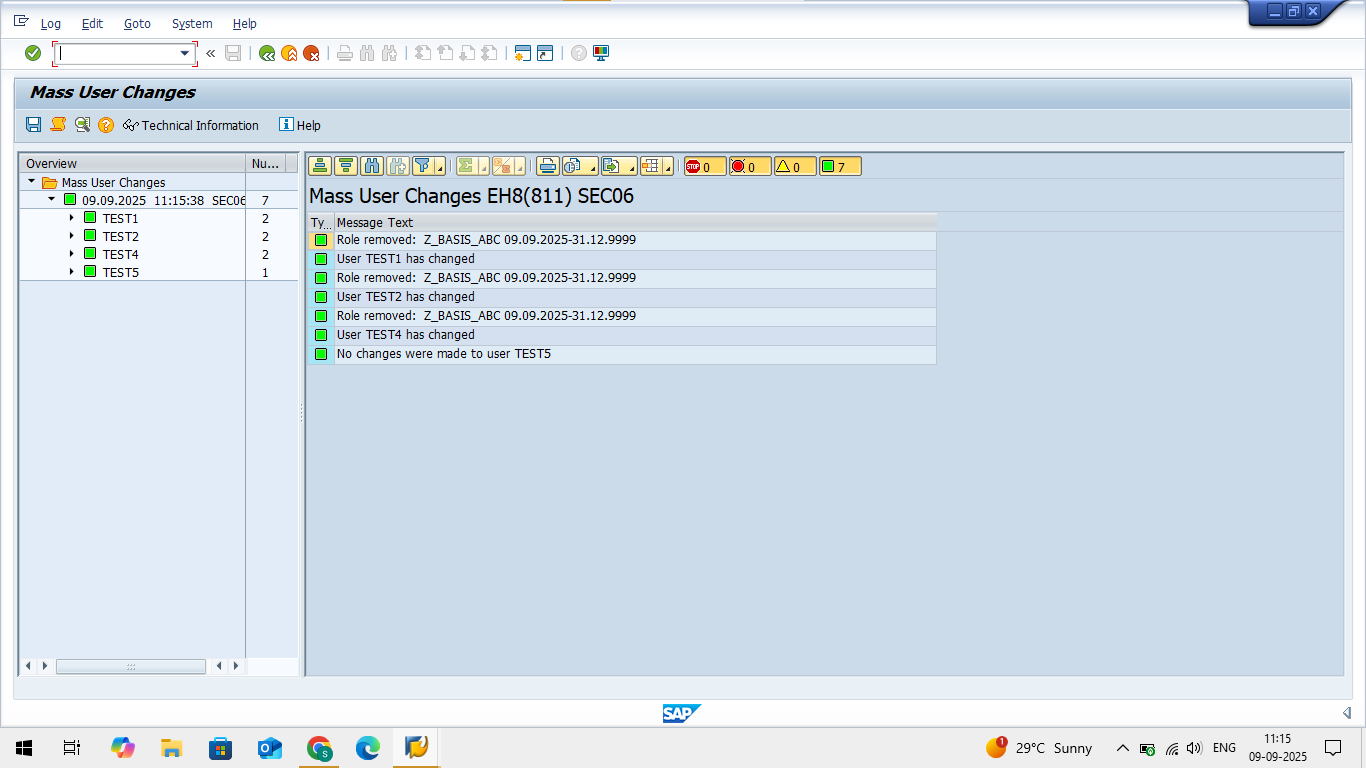 Log Edit Goto System Help
Mass User Changes
Technical Information Help
Overview Nu...
Mass User Changes
09.09.2025 11:15:38 SEC06 7
TEST1 2
TEST2 2
TEST4 2
TEST5 1
STOP 0 0 0 7
Mass User Changes EH8(811) SEC06
Ty... Message Text
Role removed: Z_BASIS_ABC 09.09.2025-31.12.9999
User TEST1 has changed
Role removed: Z_BASIS_ABC 09.09.2025-31.12.9999
User TEST2 has changed
Role removed: Z_BASIS_ABC 09.09.2025-31.12.9999
User TEST4 has changed
No changes were made to user TEST5
SAP
1 29°C Sunny ENG 11:15
09-09-2025